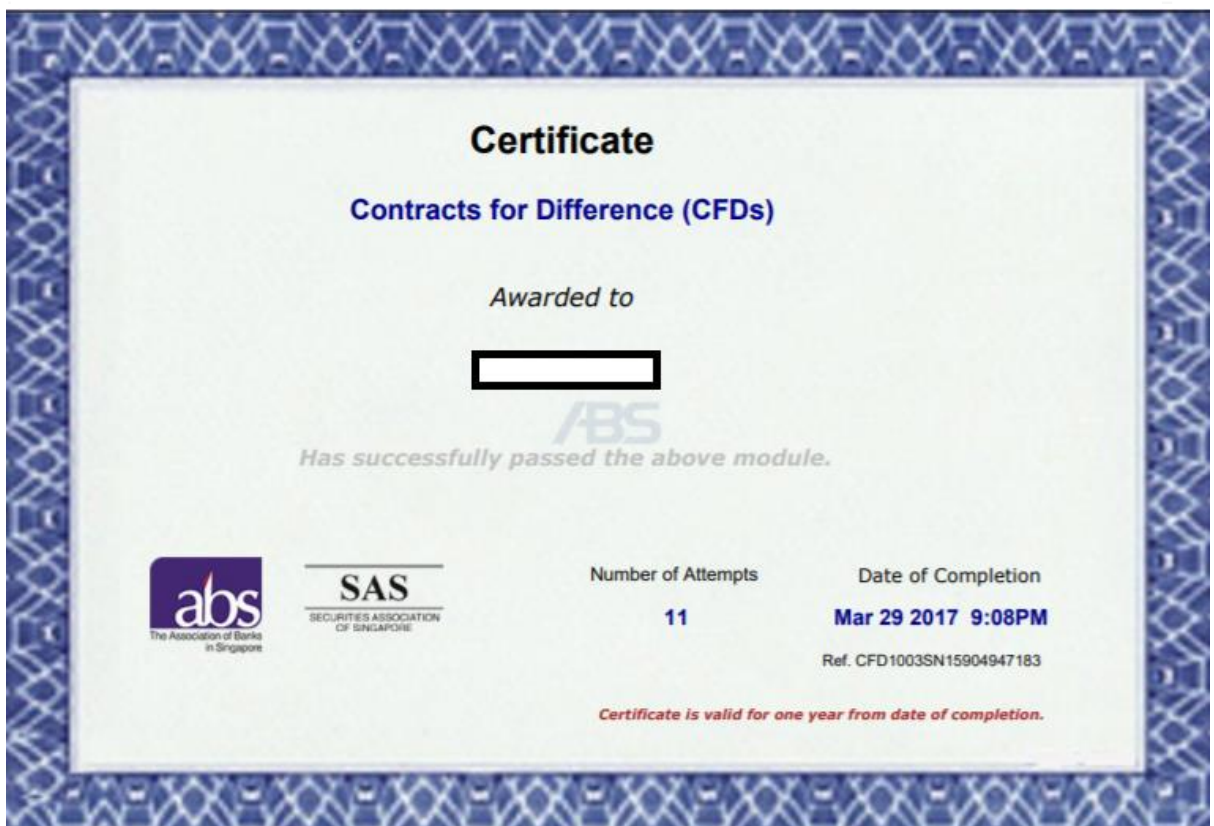 Certificate
Contracts for Difference (CFDs)
Awarded to
ABS
Has successfully passed the above module.
abs
The Association of Banks
in Singapore
SAS
SECURITIES ASSOCIATION
OF SINGAPORE
Number of Attempts
11
Date of Completion
Mar 29 2017 9:08PM
Ref. CFD1003SN15904947183
Certificate is valid for one year from date of completion.